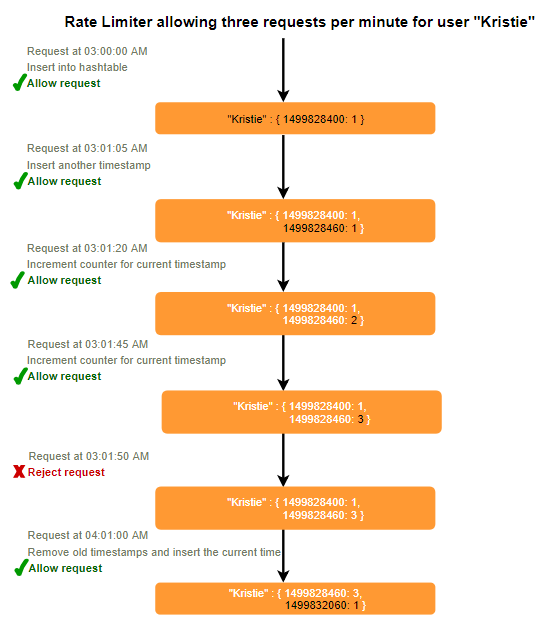 Rate Limiter allowing three requests per minute for user "Kristie"
Request at 03:00:00 AM
Insert into hashtable
Allow request
"Kristie" : { 1499828400: 1 }
Request at 03:01:05 AM
Insert another timestamp
Allow request
"Kristie" : { 1499828400: 1,
1499828460: 1 }
Request at 03:01:20 AM
Increment counter for current timestamp
Allow request
"Kristie" : { 1499828400: 1,
1499828460: 2 }
Request at 03:01:45 AM
Increment counter for current timestamp
Allow request
"Kristie" : { 1499828400: 1,
1499828460: 3 }
Request at 03:01:50 AM
Reject request
"Kristie" : { 1499828400: 1,
1499828460: 3 }
Request at 04:01:00 AM
Remove old timestamps and insert the current time
Allow request
"Kristie" : { 1499828460: 3,
1499832060: 1 }